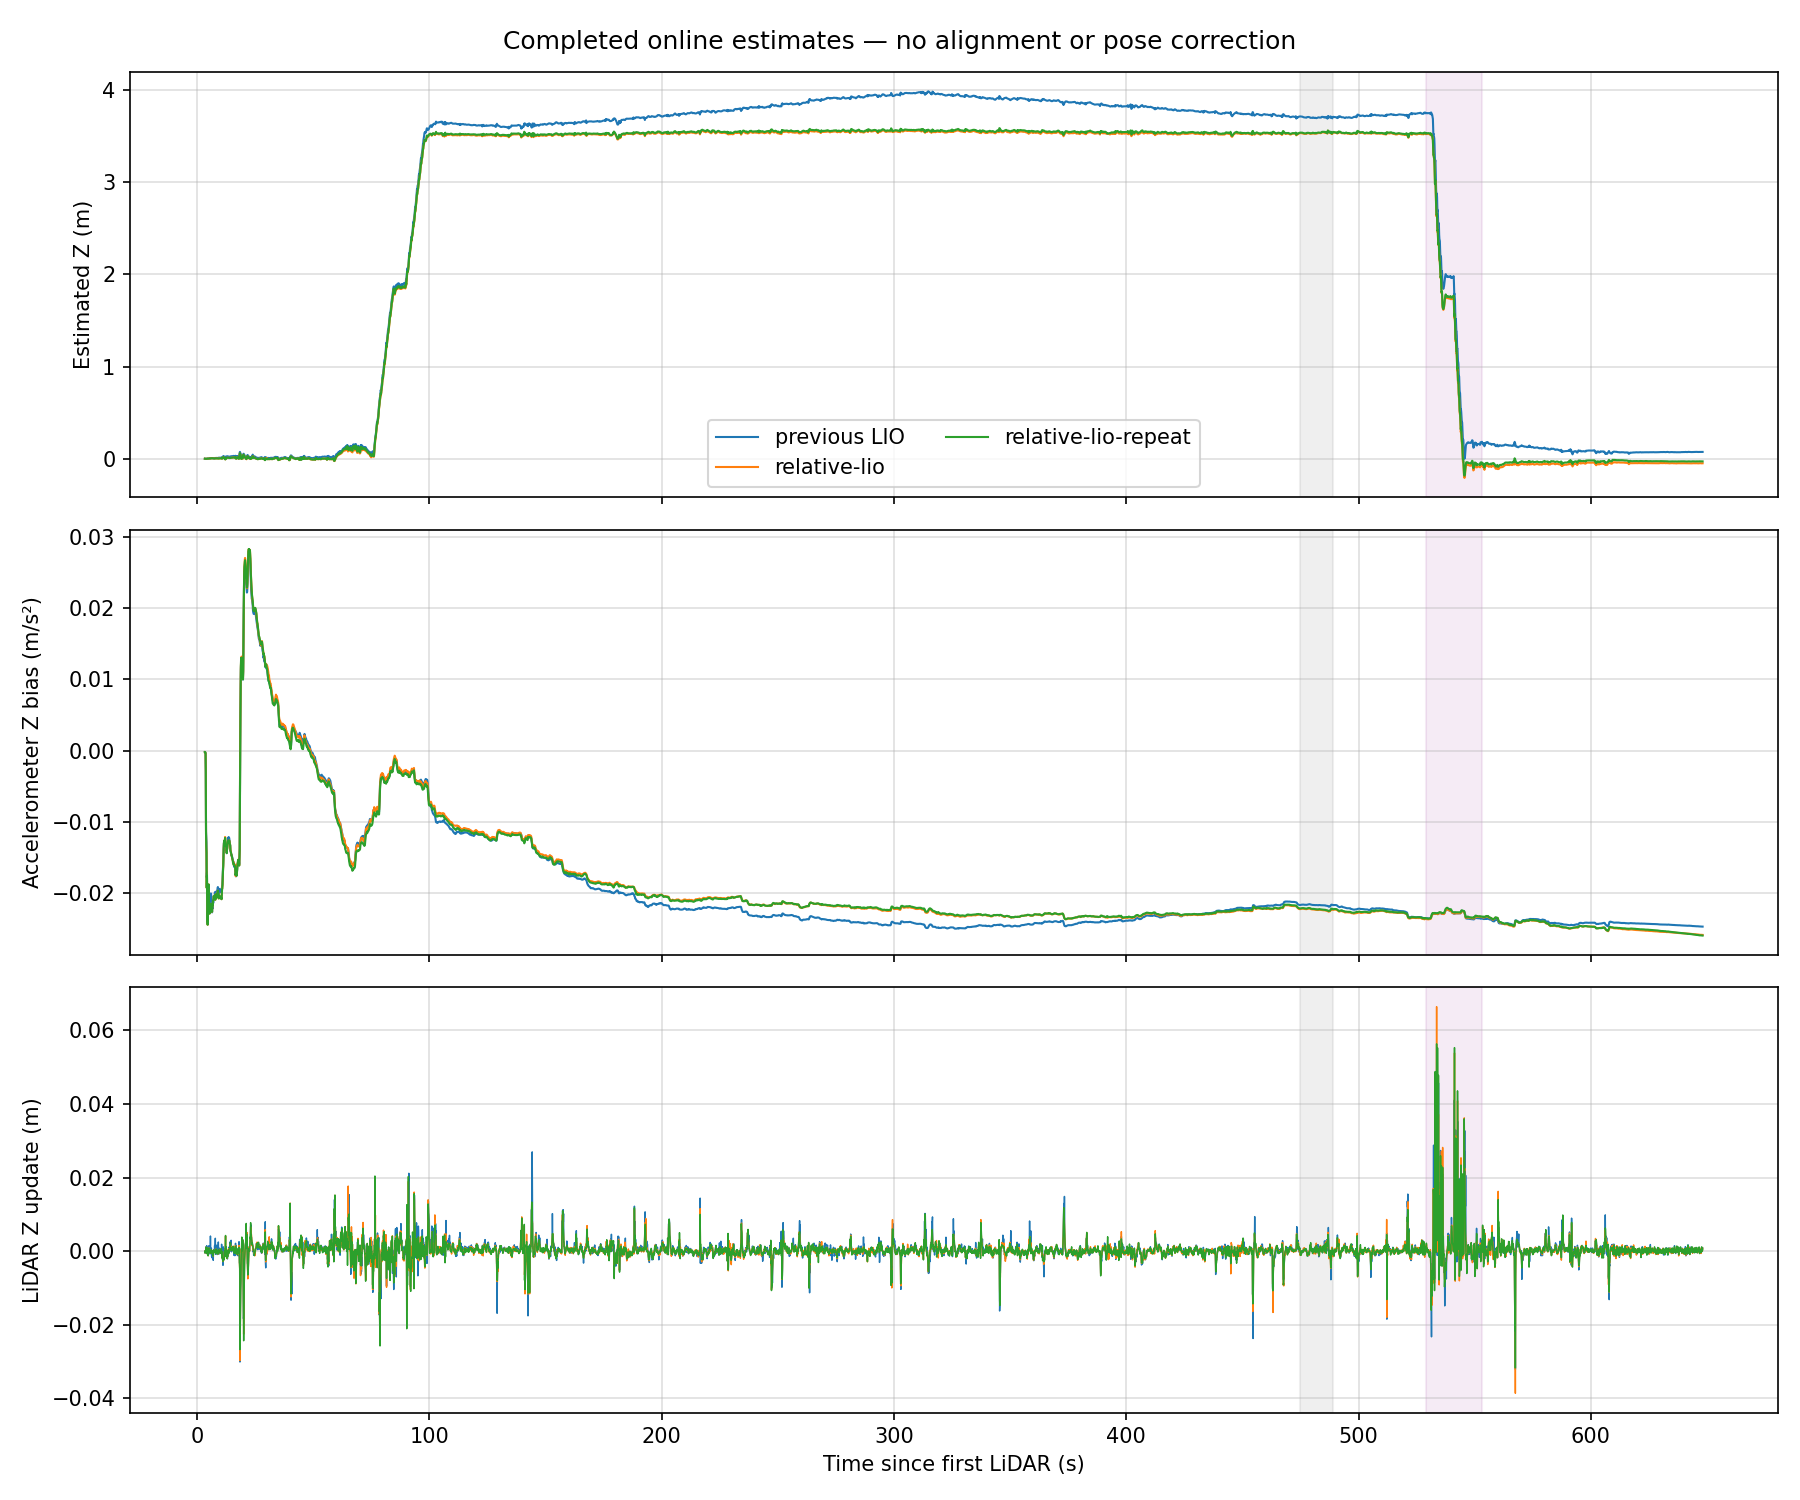 Completed online estimates — no alignment or pose correction
Estimated Z (m)
4
3
2
1
0
previous LIO
relative-lio
relative-lio-repeat
Accelerometer Z bias (m/s²)
0.03
0.02
0.01
0.00
−0.01
−0.02
LiDAR Z update (m)
0.06
0.04
0.02
0.00
−0.02
−0.04
0 100 200 300 400 500 600
Time since first LiDAR (s)